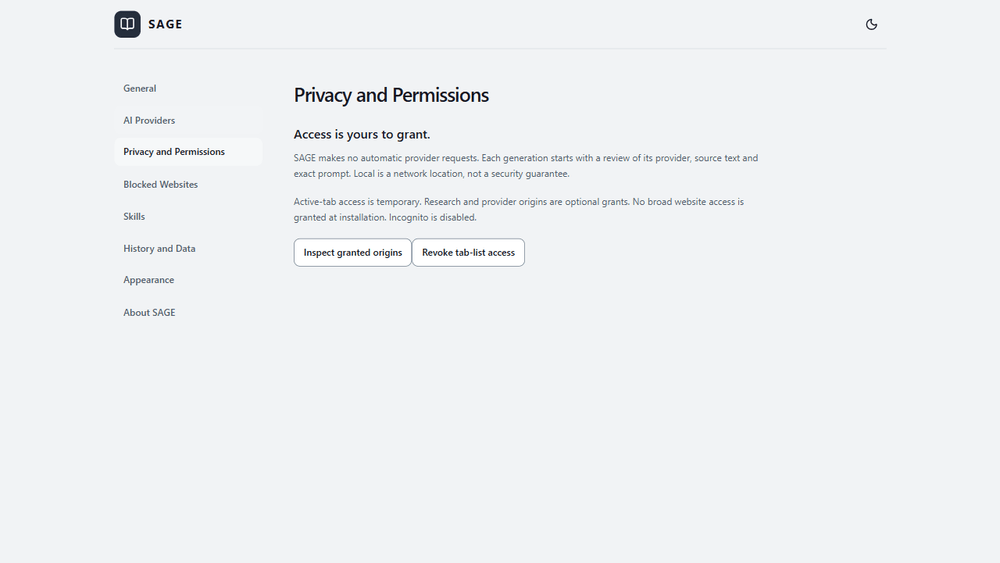 SAGE
General
AI Providers
Privacy and Permissions
Blocked Websites
Skills
History and Data
Appearance
About SAGE
Privacy and Permissions
Access is yours to grant.
SAGE makes no automatic provider requests. Each generation starts with a review of its provider, source text and
exact prompt. Local is a network location, not a security guarantee.
Active-tab access is temporary. Research and provider origins are optional grants. No broad website access is
granted at installation. Incognito is disabled.
Inspect granted origins
Revoke tab-list access